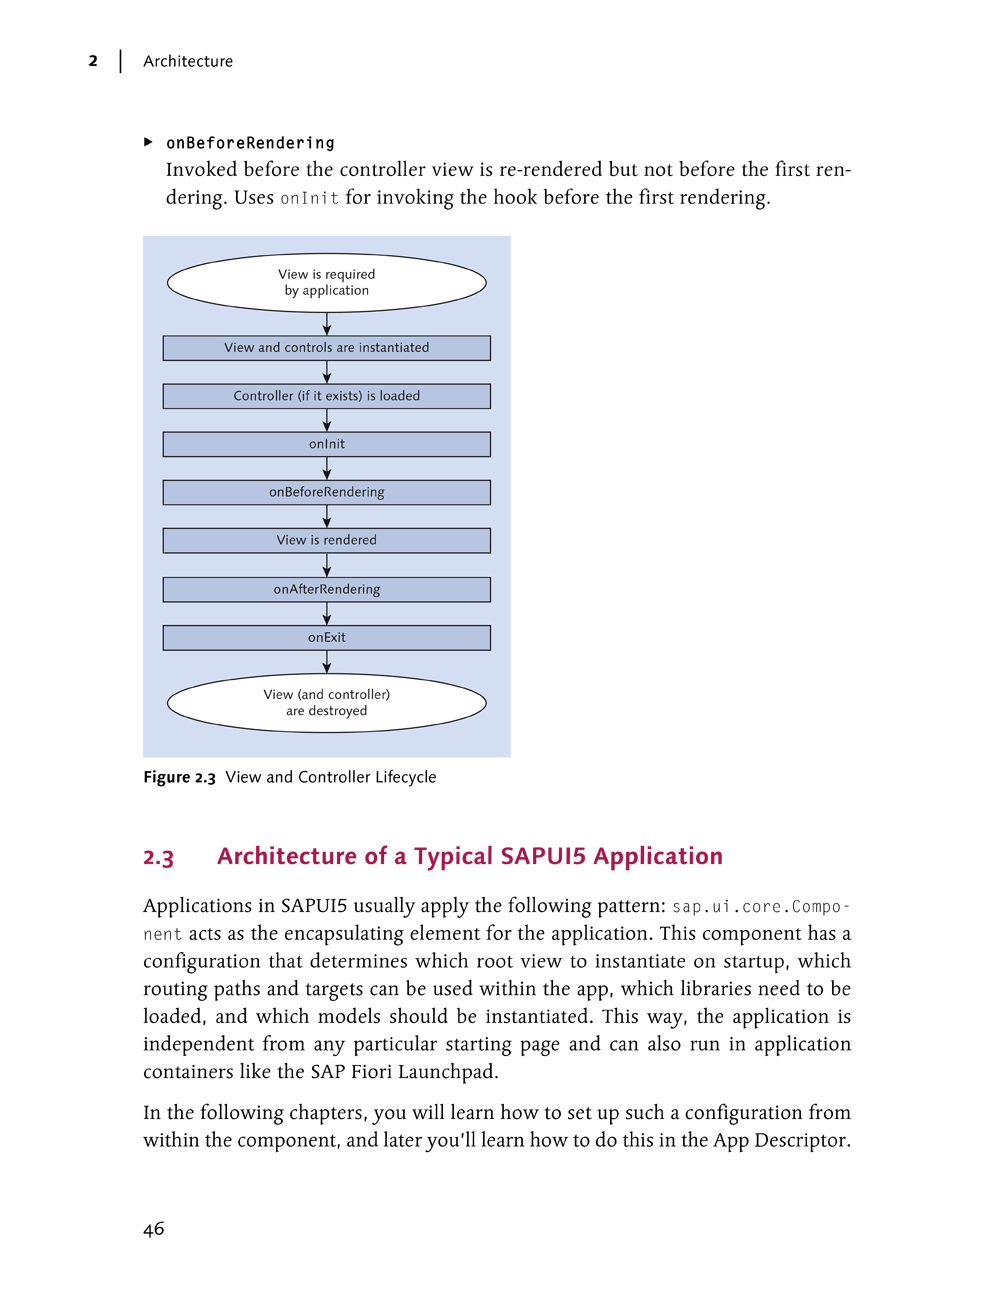 2 Architecture
► onBeforeRendering
Invoked before the controller view is re-rendered but not before the first ren-
dering. Uses onInit for invoking the hook before the first rendering.
View is required
by application
View and controls are instantiated
Controller (if it exists) is loaded
onInit
onBeforeRendering
View is rendered
onAfterRendering
onExit
View (and controller)
are destroyed
Figure 2.3 View and Controller Lifecycle
2.3 Architecture of a Typical SAPUI5 Application
Applications in SAPUI5 usually apply the following pattern: sap.ui.core.Compo-
nent acts as the encapsulating element for the application. This component has a
configuration that determines which root view to instantiate on startup, which
routing paths and targets can be used within the app, which libraries need to be
loaded, and which models should be instantiated. This way, the application is
independent from any particular starting page and can also run in application
containers like the SAP Fiori Launchpad.
In the following chapters, you will learn how to set up such a configuration from
within the component, and later you'll learn how to do this in the App Descriptor.
46